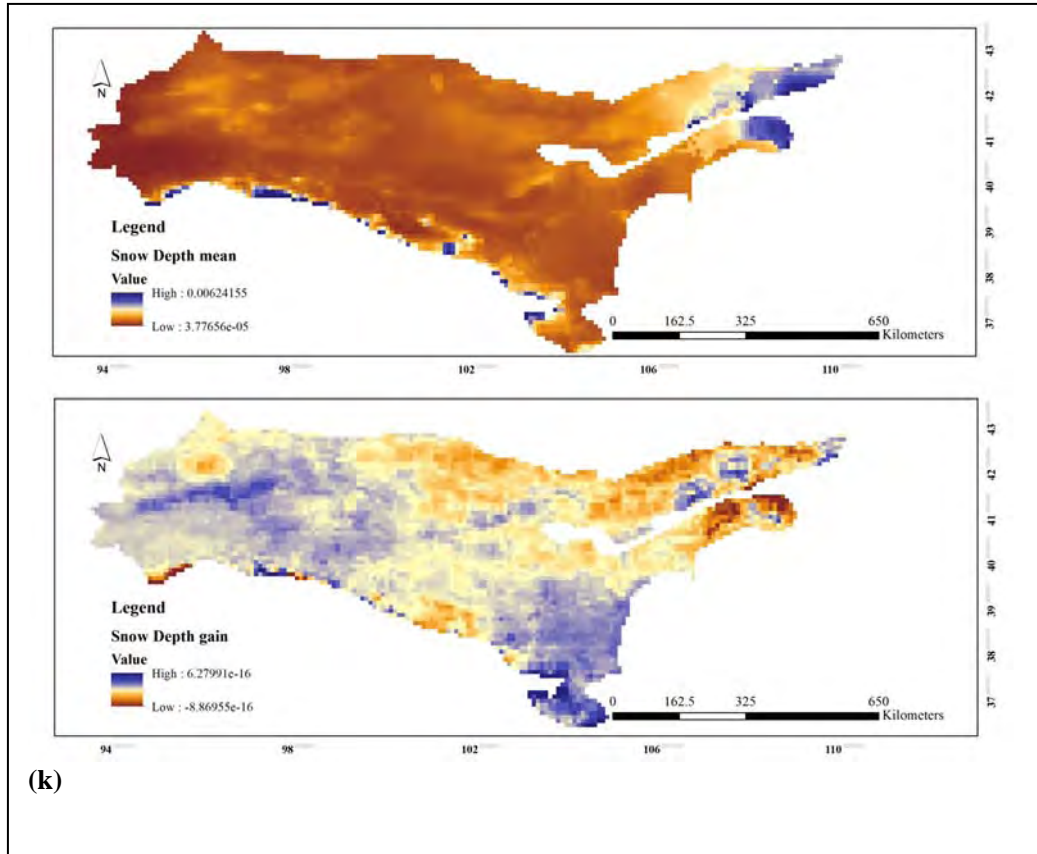 43
42
41
40
39
38
37
N
Legend
Snow Depth mean
Value
High : 0.00624155
Low : 3.77656e-05
0 162.5 325 650
Kilometers
94 98 102 106 110
43
42
41
40
39
38
37
N
Legend
Snow Depth gain
Value
High : 6.27991e-16
Low : -8.86955e-16
0 162.5 325 650
Kilometers
94 98 102 106 110
(k)